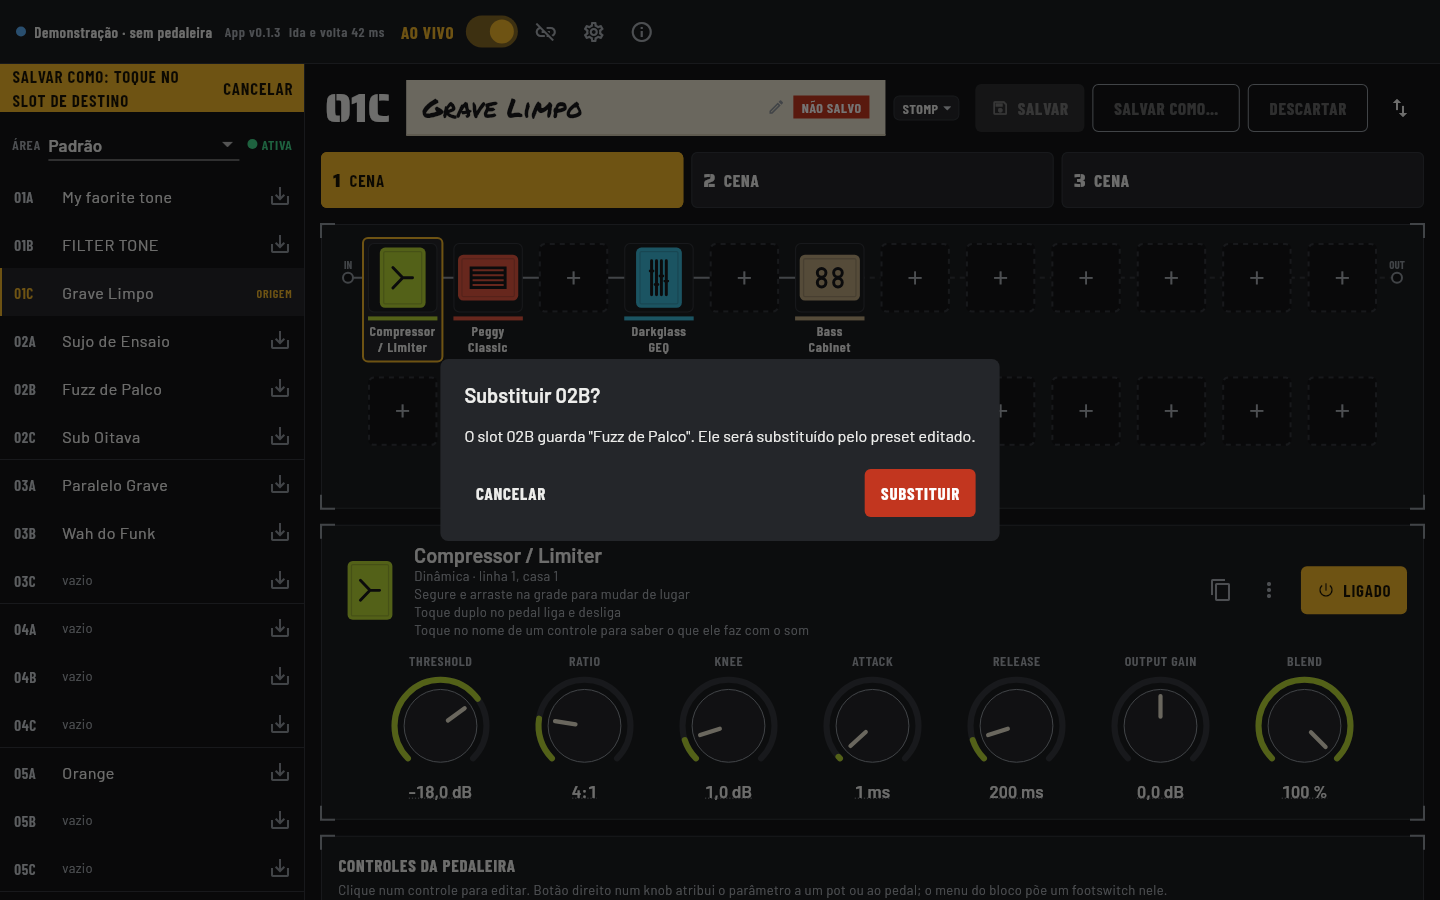 Demonstração · sem pedaleira App v0.1.3 Ida e volta 42 ms AO VIVO
SALVAR COMO: TOQUE NO
SLOT DE DESTINO
CANCELAR
ÁREA Padrão ATIVA
01A My faorite tone
01B FILTER TONE
01C Grave Limpo ORIGEM
02A Sujo de Ensaio
02B Fuzz de Palco
02C Sub Oitava
03A Paralelo Grave
03B Wah do Funk
03C vazio
04A vazio
04B vazio
04C vazio
05A Orange
05B vazio
05C vazio
01C Grave Limpo NÃO SALVO STOMP SALVAR SALVAR COMO... DESCARTAR
1 CENA 2 CENA 3 CENA
IN OUT
88
Compressor
/ Limiter
Peggy
Classic
Darkglass
GEQ
Bass
Cabinet
Substituir 02B?
O slot 02B guarda "Fuzz de Palco". Ele será substituído pelo preset editado.
CANCELAR SUBSTITUIR
Compressor / Limiter
Dinâmica · linha 1, casa 1
Segure e arraste na grade para mudar de lugar
Toque duplo no pedal liga e desliga
Toque no nome de um controle para saber o que ele faz com o som
LIGADO
THRESHOLD RATIO KNEE ATTACK RELEASE OUTPUT GAIN BLEND
-18,0 dB 4:1 1,0 dB 1 ms 200 ms 0,0 dB 100 %
CONTROLES DA PEDALEIRA
Clique num controle para editar. Botão direito num knob atribui o parâmetro a um pot ou ao pedal; o menu do bloco põe um footswitch nele.